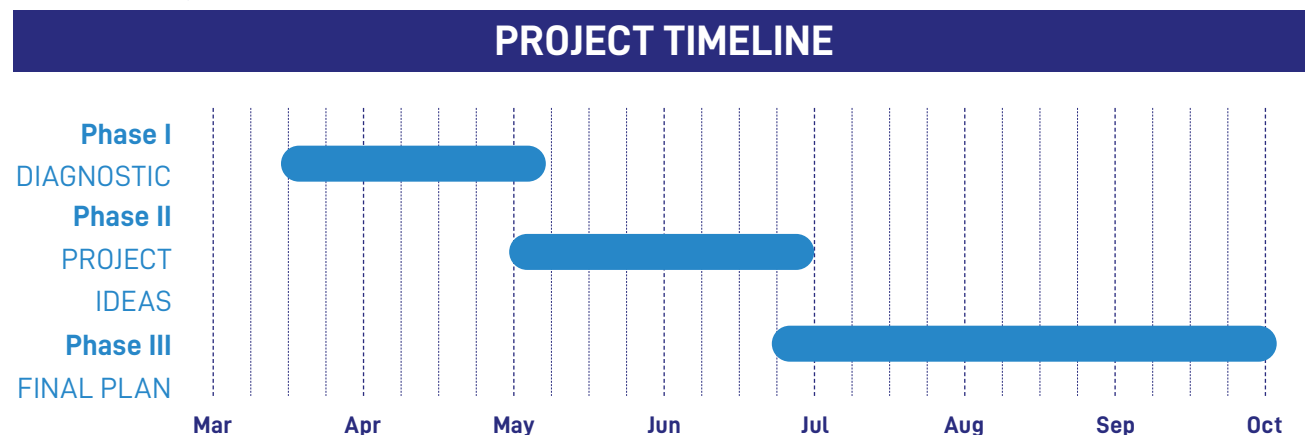 PROJECT TIMELINE
Phase I
DIAGNOSTIC
Phase II
PROJECT
IDEAS
Phase III
FINAL PLAN
Mar Apr May Jun Jul Aug Sep Oct